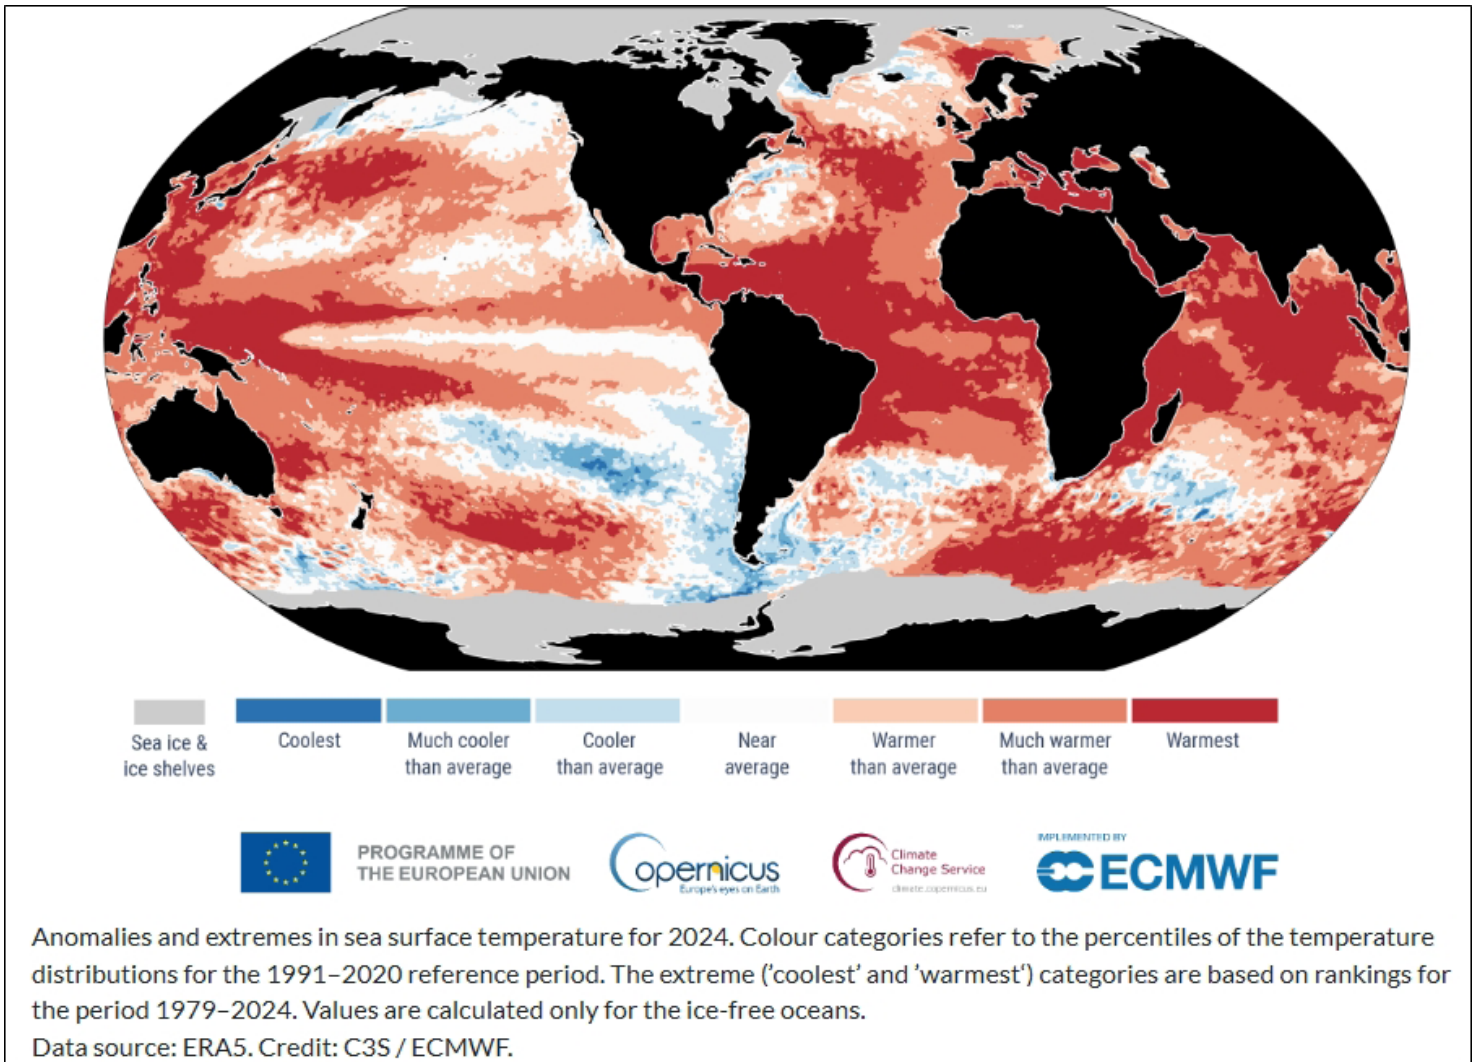 Sea ice &
ice shelves
Coolest
Much cooler
than average
Cooler
than average
Near
average
Warmer
than average
Much warmer
than average
Warmest
PROGRAMME OF
THE EUROPEAN UNION
opernicus
Europe's eyes on Earth
Climate
Change Service
climate.copernicus.eu
IMPLEMENTED BY
ECMWF
Anomalies and extremes in sea surface temperature for 2024. Colour categories refer to the percentiles of the temperature
distributions for the 1991–2020 reference period. The extreme (’coolest’ and ’warmest‘) categories are based on rankings for
the period 1979–2024. Values are calculated only for the ice-free oceans.
Data source: ERA5. Credit: C3S / ECMWF.